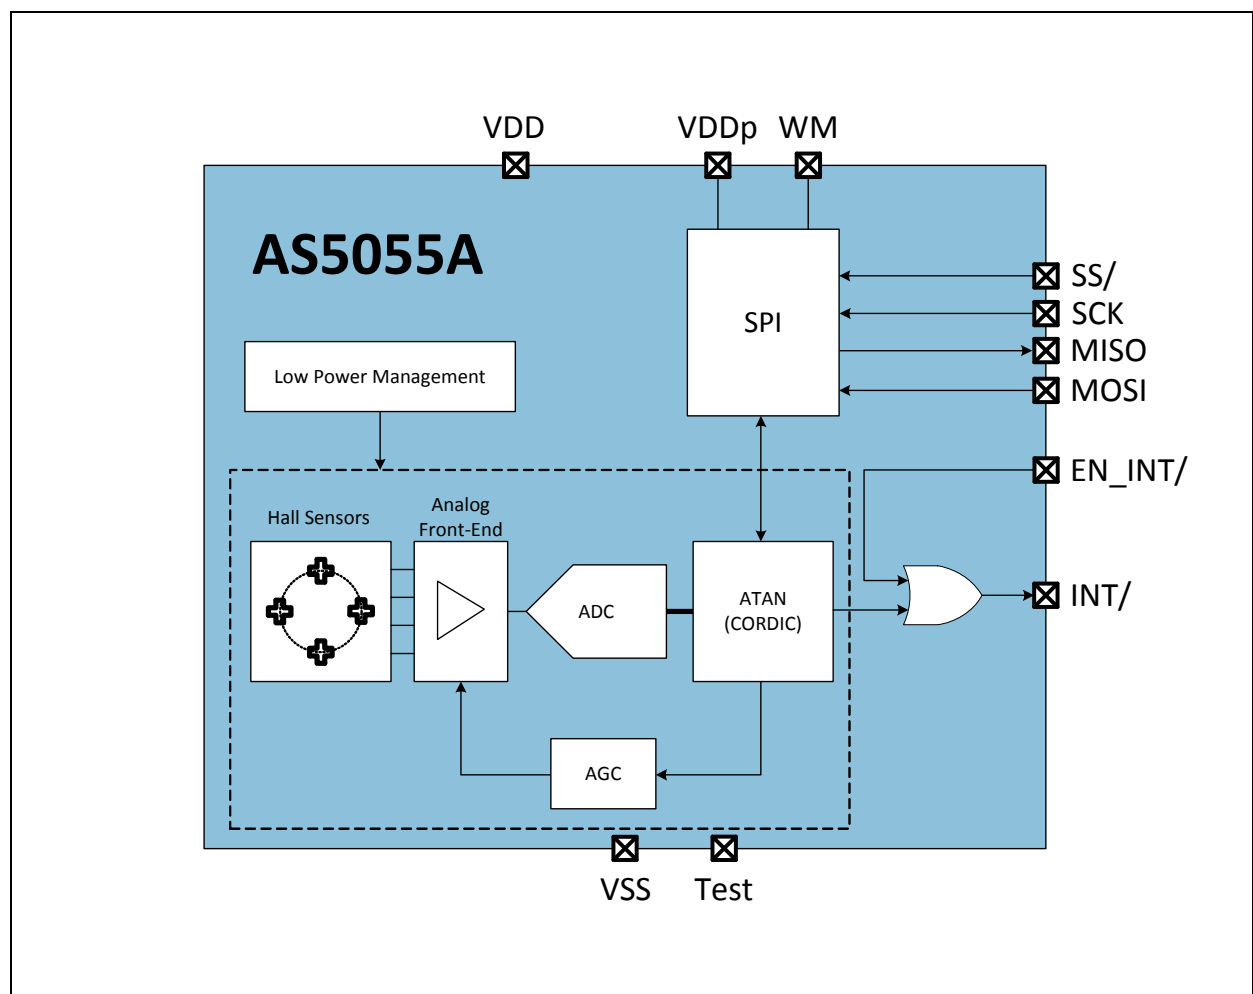 VDD
VDDp
WM
AS5055A
SPI
SS/
SCK
MISO
MOSI
Low Power Management
EN_INT/
Hall Sensors
Analog
Front-End
ADC
ATAN
(CORDIC)
INT/
AGC
VSS
Test